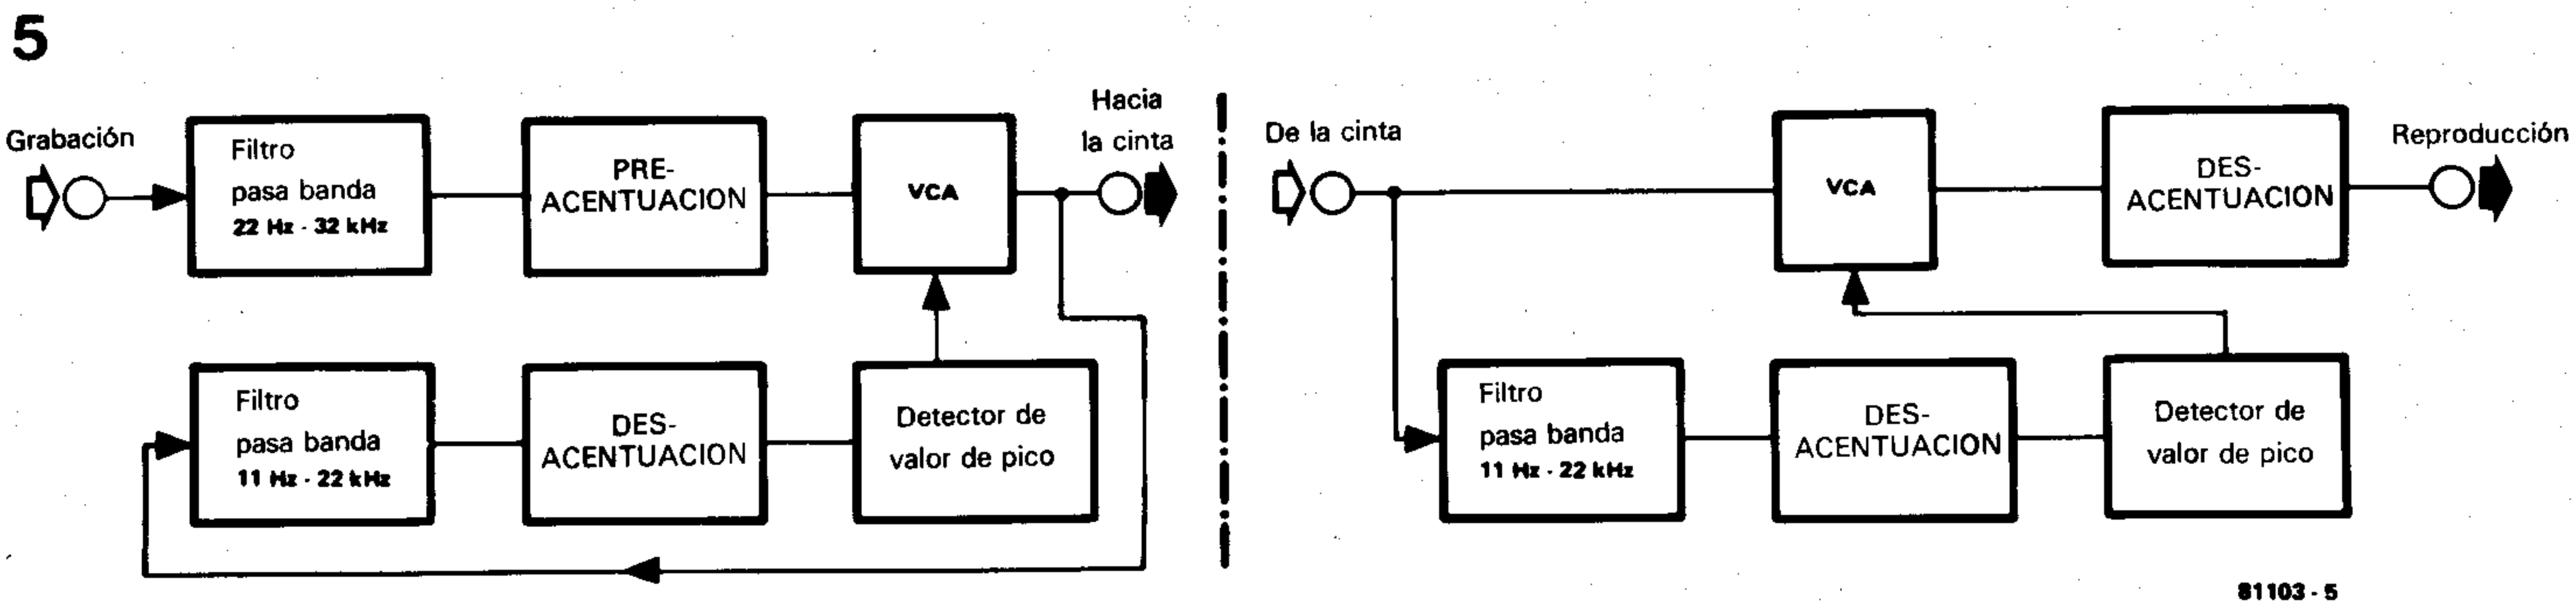 5
Grabación
Filtro
pasa banda
22 Hz - 32 kHz
PRE-
ACENTUACION
VCA
Hacia
la cinta
Filtro
pasa banda
11 Hz - 22 kHz
DES-
ACENTUACION
Detector de
valor de pico
De la cinta
VCA
DES-
ACENTUACION
Reproducción
Filtro
pasa banda
11 Hz - 22 kHz
DES-
ACENTUACION
Detector de
valor de pico
81103 - 5